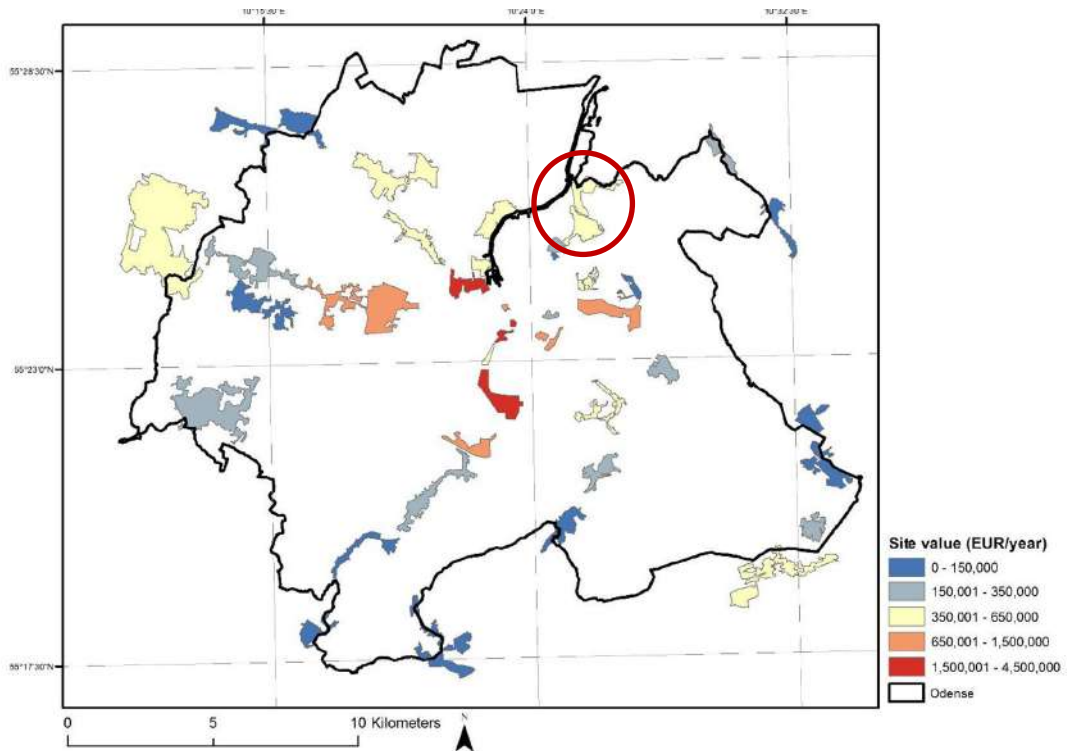 10°15'30"E 10°24'0"E 10°32'30"E
55°28'30"N
55°23'0"N
55°17'30"N
Site value (EUR/year)
0 - 150,000
150,001 - 350,000
350,001 - 650,000
650,001 - 1,500,000
1,500,001 - 4,500,000
Odense
0 5 10 Kilometers
N